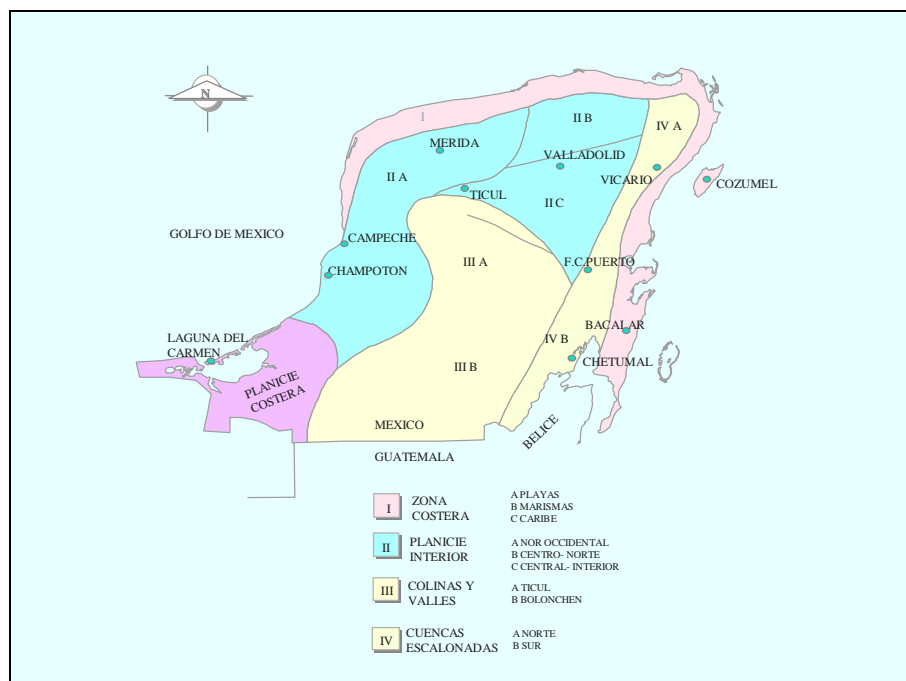 N
I
II B
IV A
MERIDA
VALLADOLID
II A
VICARIO
TICUL
COZUMEL
II C
GOLFO DE MEXICO
CAMPECHE
III A
F.C.PUERTO
CHAMPOTON
BACALAR
LAGUNA DEL
CARMEN
IV B
CHETUMAL
III B
PLANICIE
COSTERA
MEXICO
BELICE
GUATEMALA
I ZONA
COSTERA
A PLAYAS
B MARISMAS
C CARIBE
II PLANICIE
INTERIOR
A NOR OCCIDENTAL
B CENTRO- NORTE
C CENTRAL- INTERIOR
III COLINAS Y
VALLES
A TICUL
B BOLONCHEN
IV CUENCAS
ESCALONADAS
A NORTE
B SUR